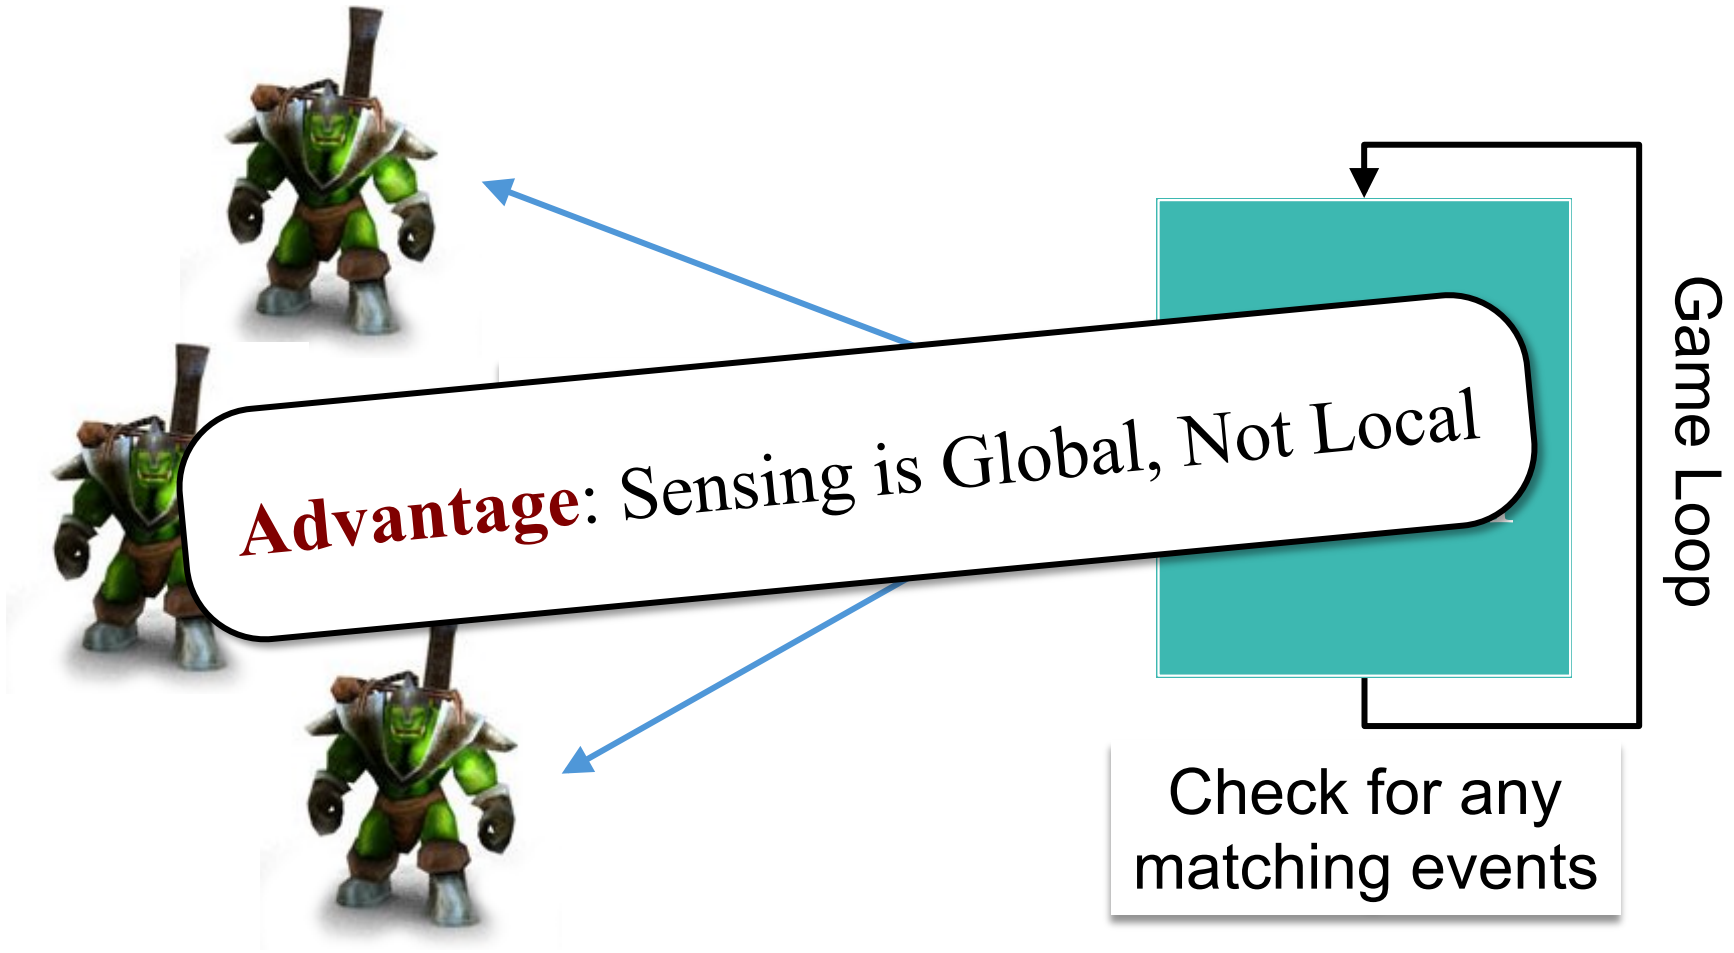 Advantage: Sensing is Global, Not Local
Game Loop
Check for any
matching events